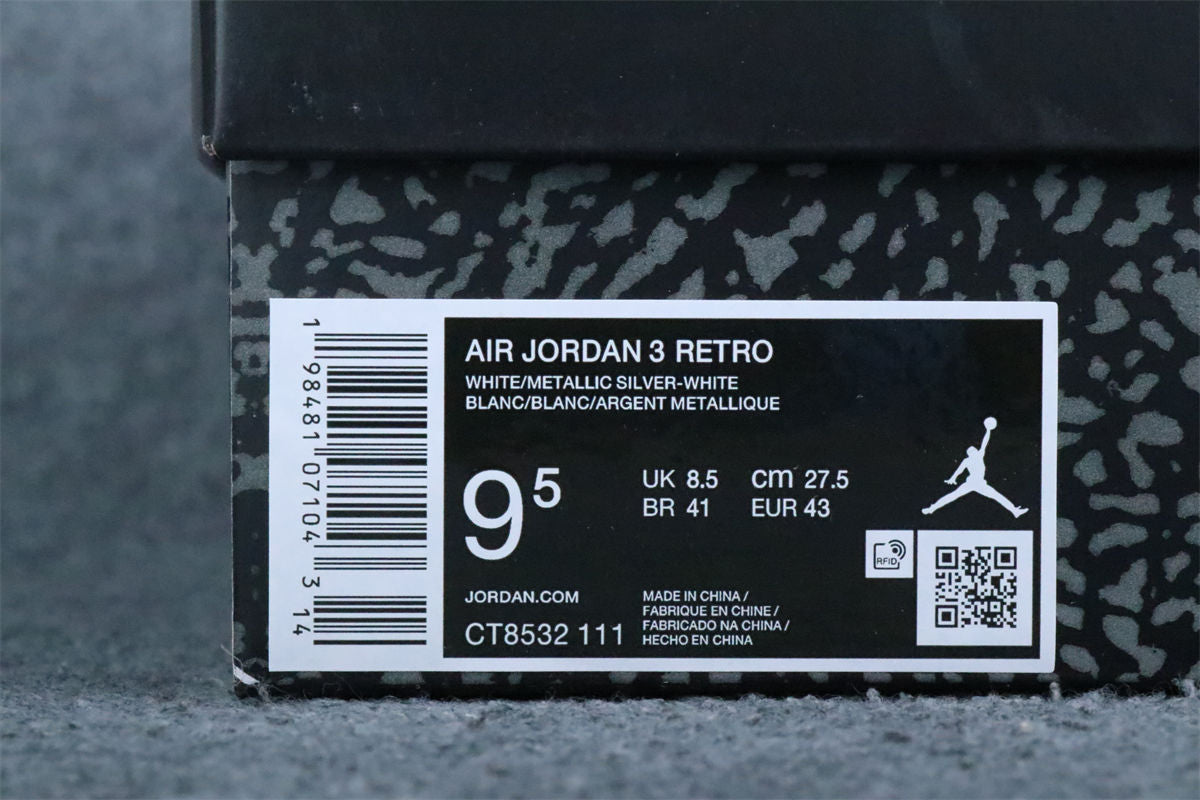 1 98481 07104 3 14
AIR JORDAN 3 RETRO
WHITE/METALLIC SILVER-WHITE
BLANC/BLANC/ARGENT METALLIQUE
9 5
UK 8.5 cm 27.5
BR 41 EUR 43
RFID
JORDAN.COM
CT8532 111
MADE IN CHINA /
FABRIQUE EN CHINE /
FABRICADO NA CHINA /
HECHO EN CHINA